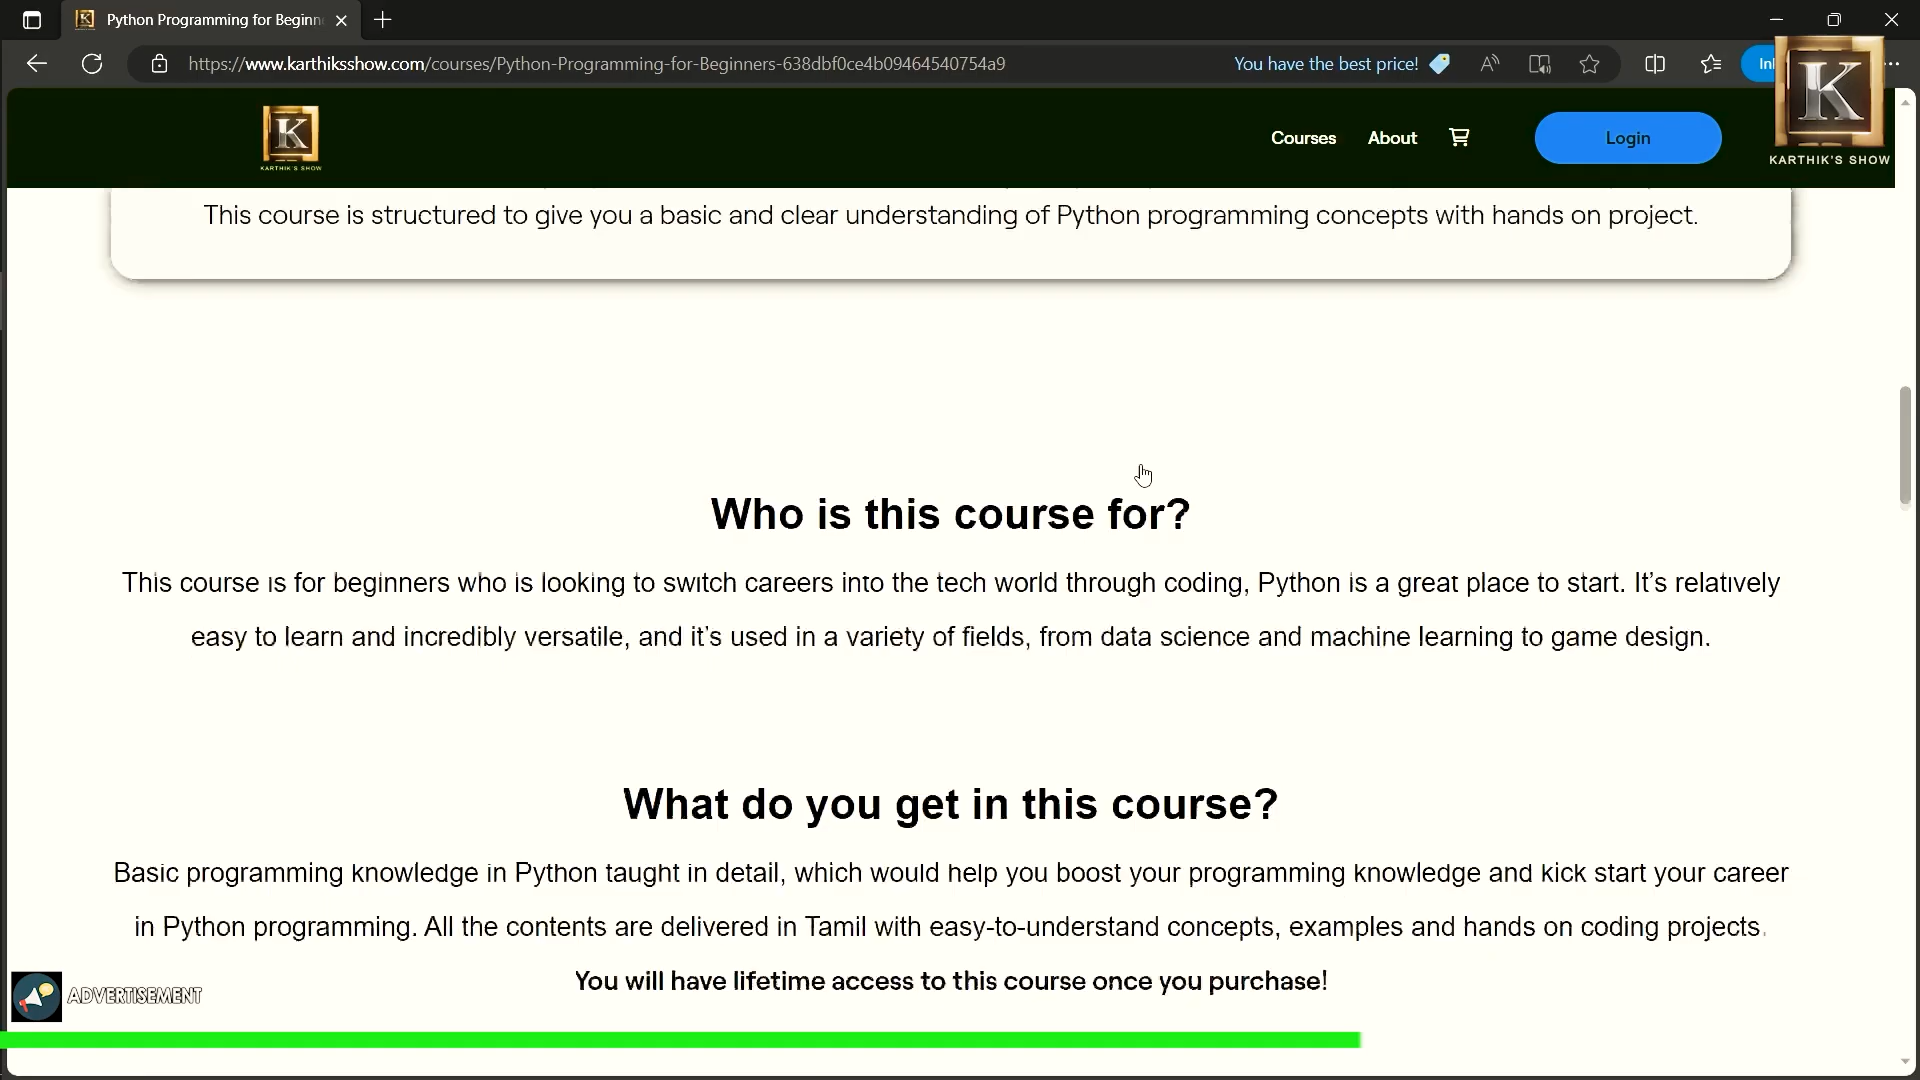 Python Programming for Beginn
https://www.karthiksshow.com/courses/Python-Programming-for-Beginners-638dbf0ce4b09464540754a9
You have the best price!
K
KARTHIK'S SHOW
Courses
About
Login
K
KARTHIK'S SHOW
This course is structured to give you a basic and clear understanding of Python programming concepts with hands on project.
Who is this course for?
This course is for beginners who is looking to switch careers into the tech world through coding, Python is a great place to start. It’s relatively
easy to learn and incredibly versatile, and it’s used in a variety of fields, from data science and machine learning to game design.
What do you get in this course?
Basic programming knowledge in Python taught in detail, which would help you boost your programming knowledge and kick start your career
in Python programming. All the contents are delivered in Tamil with easy-to-understand concepts, examples and hands on coding projects.
You will have lifetime access to this course once you purchase!
ADVERTISEMENT